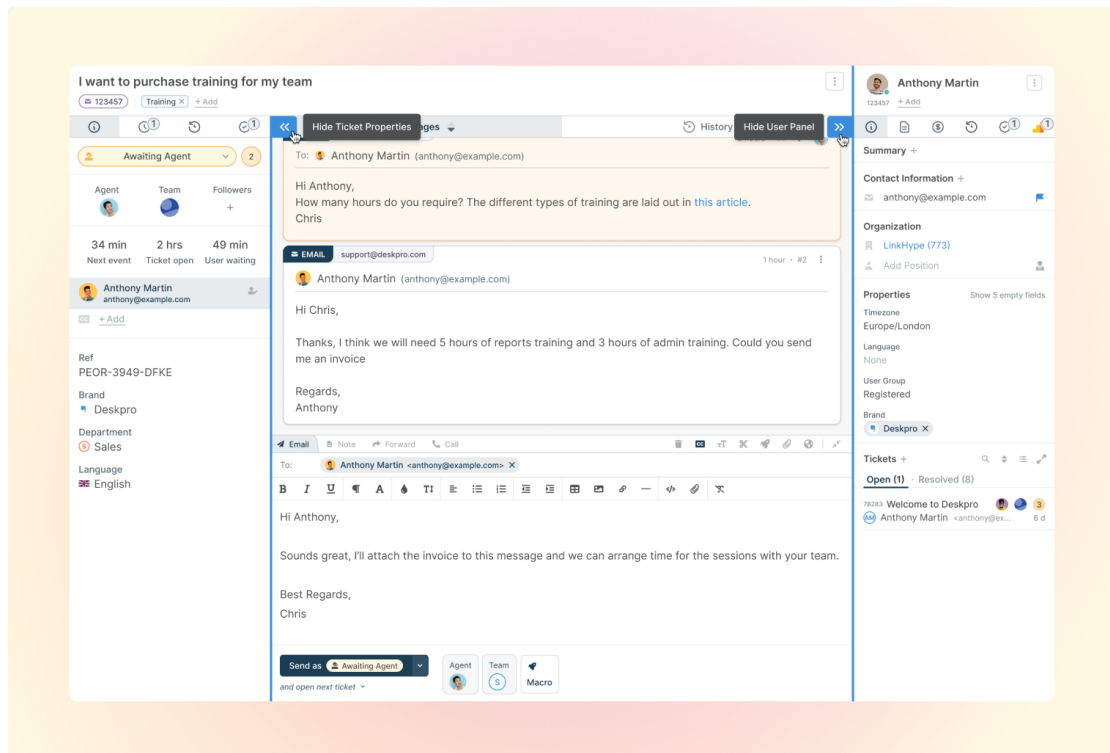 I want to purchase training for my team
123457 Training × + Add
1 1
Hide Ticket Properties
ages
History
Hide User Panel
Awaiting Agent 2
Agent Team Followers
+
34 min 2 hrs 49 min
Next event Ticket open User waiting
Anthony Martin
anthony@example.com
CC + Add
Ref
PEOR-3949-DFKE
Brand
Deskpro
Department
S Sales
Language
English
To: Anthony Martin (anthony@example.com)
Hi Anthony,
How many hours do you require? The different types of training are laid out in this article.
Chris
EMAIL support@deskpro.com
1 hour · #2
Anthony Martin (anthony@example.com)
Hi Chris,
Thanks, I think we will need 5 hours of reports training and 3 hours of admin training. Could you send
me an invoice
Regards,
Anthony
Email Note Forward Call
CC
To: Anthony Martin <anthony@example.com> ×
B I U ¶ A TI </>
Hi Anthony,
Sounds great, I'll attach the invoice to this message and we can arrange time for the sessions with your team.
Best Regards,
Chris
Send as Awaiting Agent
and open next ticket
Agent Team
S
Macro
Anthony Martin
123457 + Add
1 1
Summary +
Contact Information +
anthony@example.com
Organization
LinkHype (773)
Add Position
Properties Show 5 empty fields
Timezone
Europe/London
Language
None
User Group
Registered
Brand
Deskpro ×
Tickets +
Open (1) · Resolved (8)
78283 Welcome to Deskpro 3
AM Anthony Martin <anthony@ex... 6 d